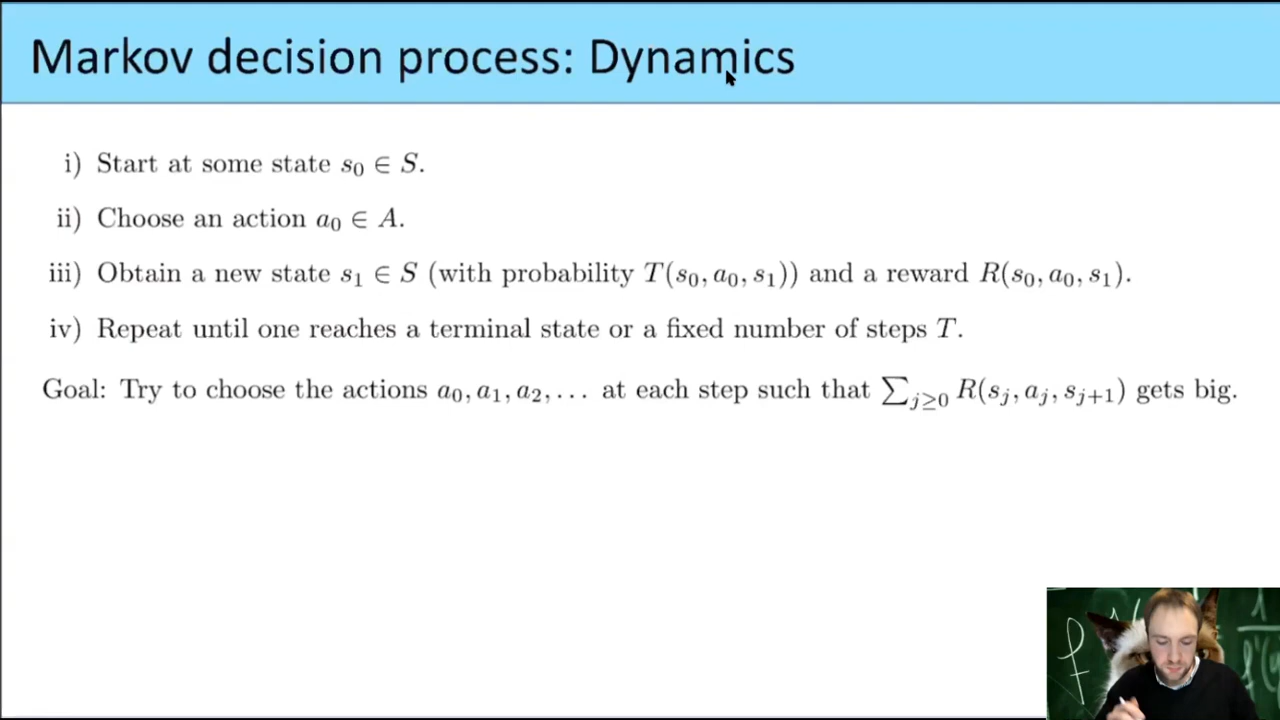 Markov decision process: Dynamics
i) Start at some state s₀ ∈ S.
ii) Choose an action a₀ ∈ A.
iii) Obtain a new state s₁ ∈ S (with probability T(s₀, a₀, s₁)) and a reward R(s₀, a₀, s₁).
iv) Repeat until one reaches a terminal state or a fixed number of steps T.
Goal: Try to choose the actions a₀, a₁, a₂, … at each step such that ∑_{j≥0} R(s_j, a_j, s_{j+1}) gets big.